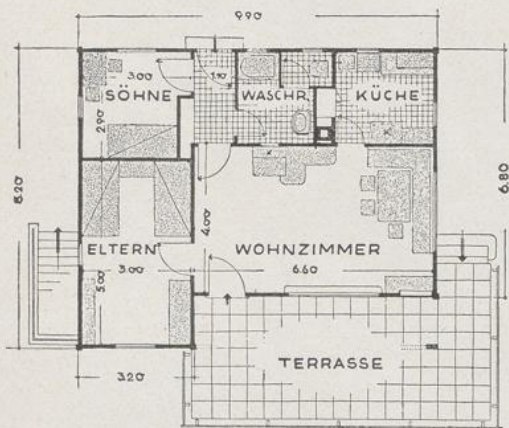 9.90
3.00
SÖHNE
1.90
WASCHR.
KÜCHE
2.90
8.20
6.80
4.00
ELTERN
3.00
WOHNZIMMER
6.60
5.00
TERRASSE
3.20